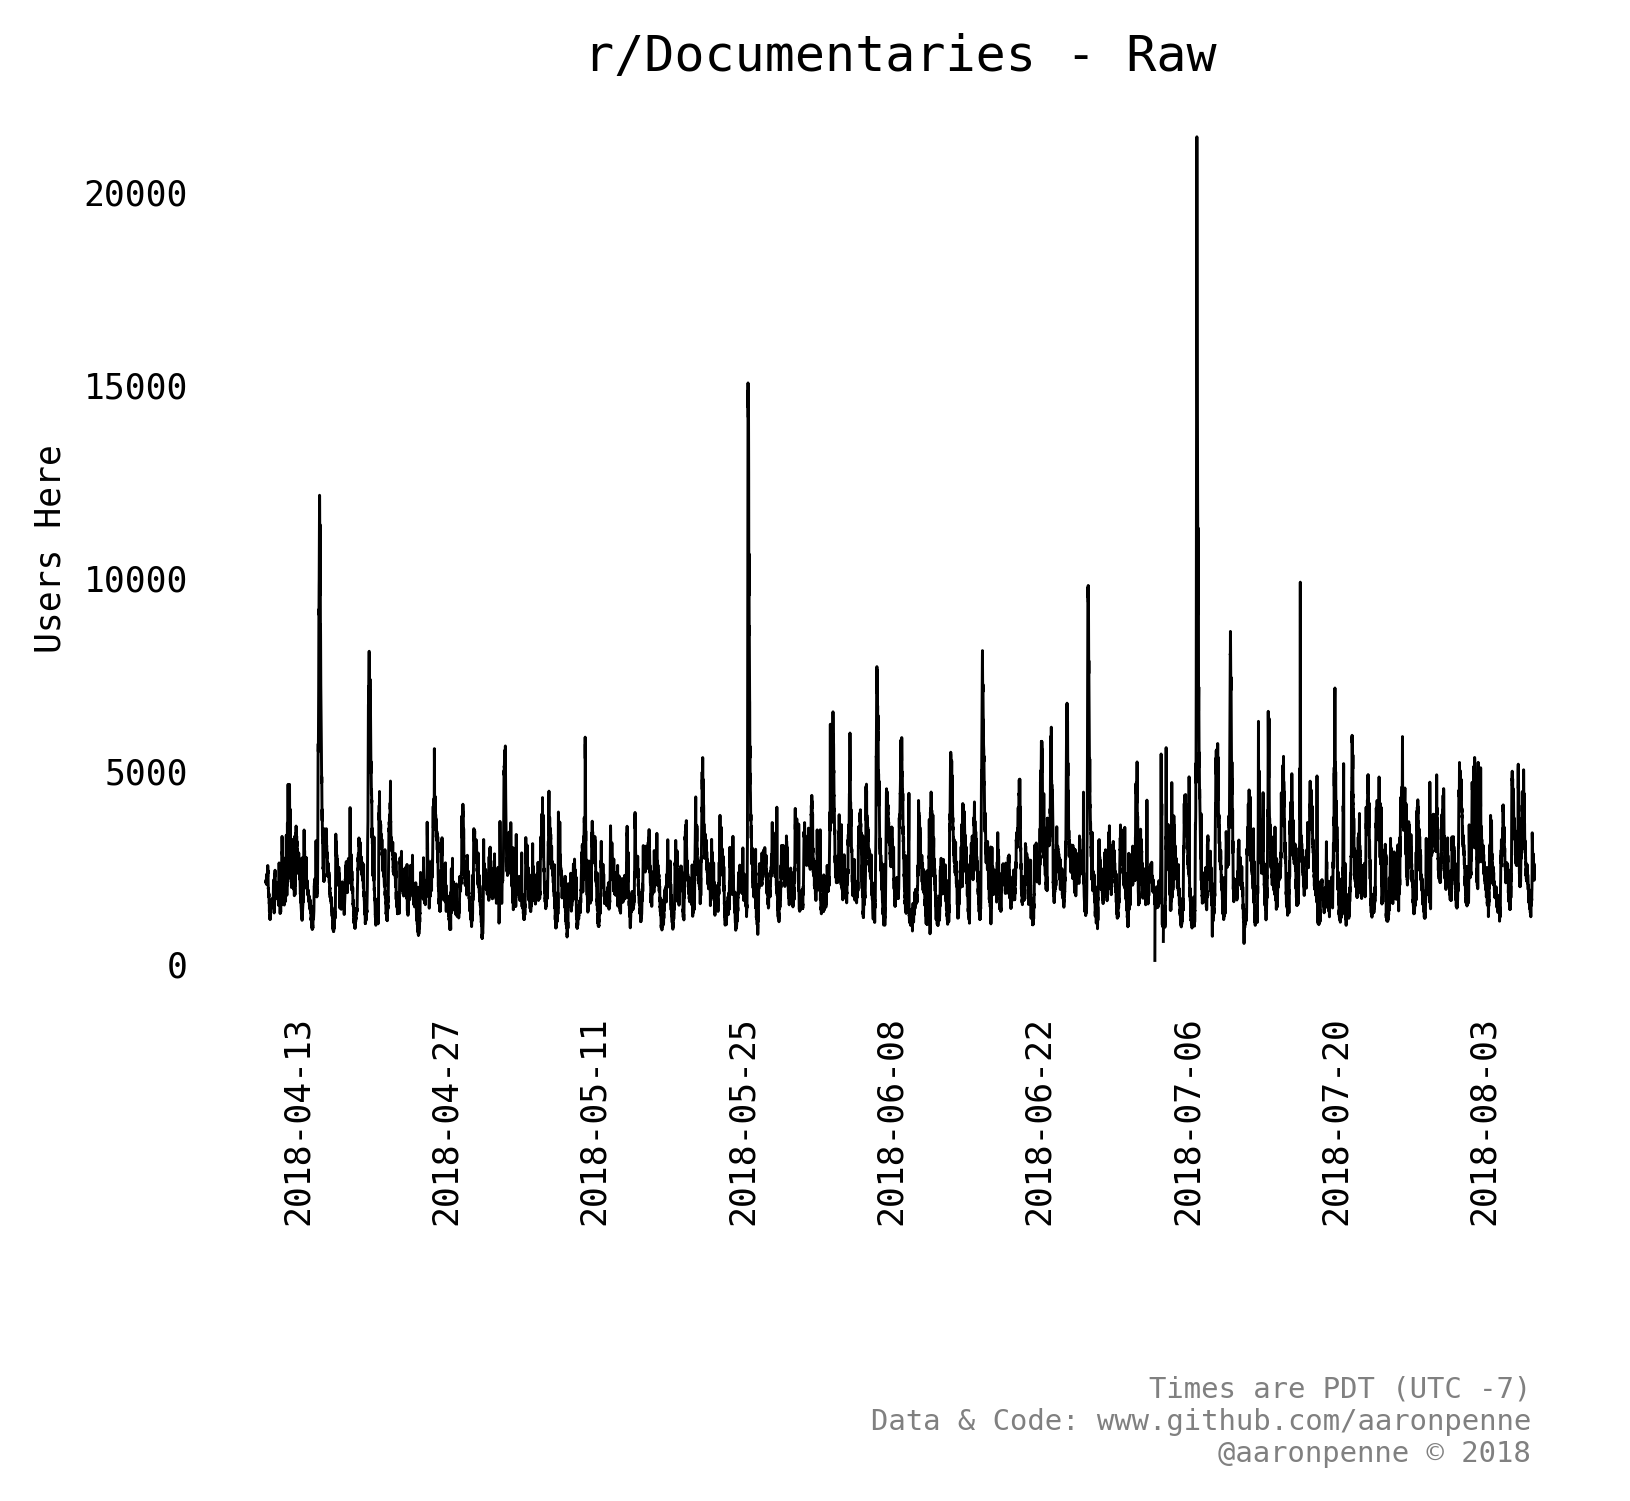 r/Documentaries - Raw
20000
15000
10000
5000
0
Users Here
2018-04-13
2018-04-27
2018-05-11
2018-05-25
2018-06-08
2018-06-22
2018-07-06
2018-07-20
2018-08-03
Times are PDT (UTC -7)
Data & Code: www.github.com/aaronpenne
@aaronpenne © 2018